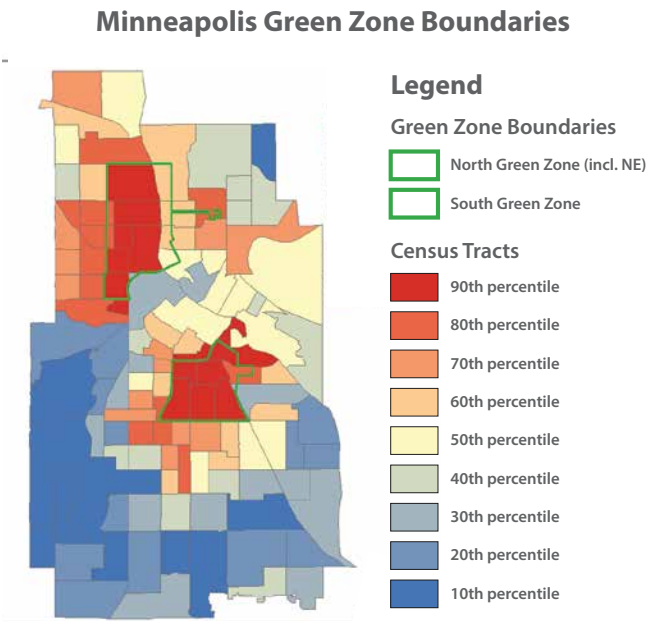 Minneapolis Green Zone Boundaries
Legend
Green Zone Boundaries
North Green Zone (incl. NE)
South Green Zone
Census Tracts
90th percentile
80th percentile
70th percentile
60th percentile
50th percentile
40th percentile
30th percentile
20th percentile
10th percentile